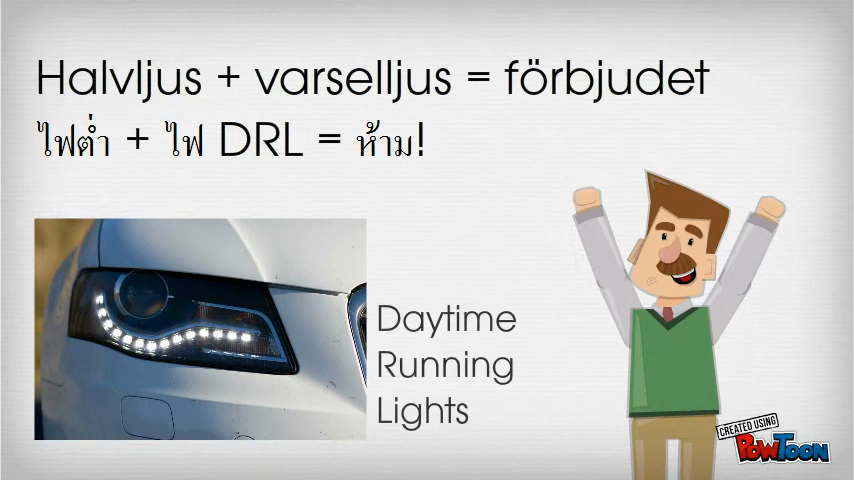 Halvljus + varselljus = förbjudet
ไฟต่ำ + ไฟ DRL = ห้าม!
Daytime
Running
Lights
CREATED USING
POWTOON